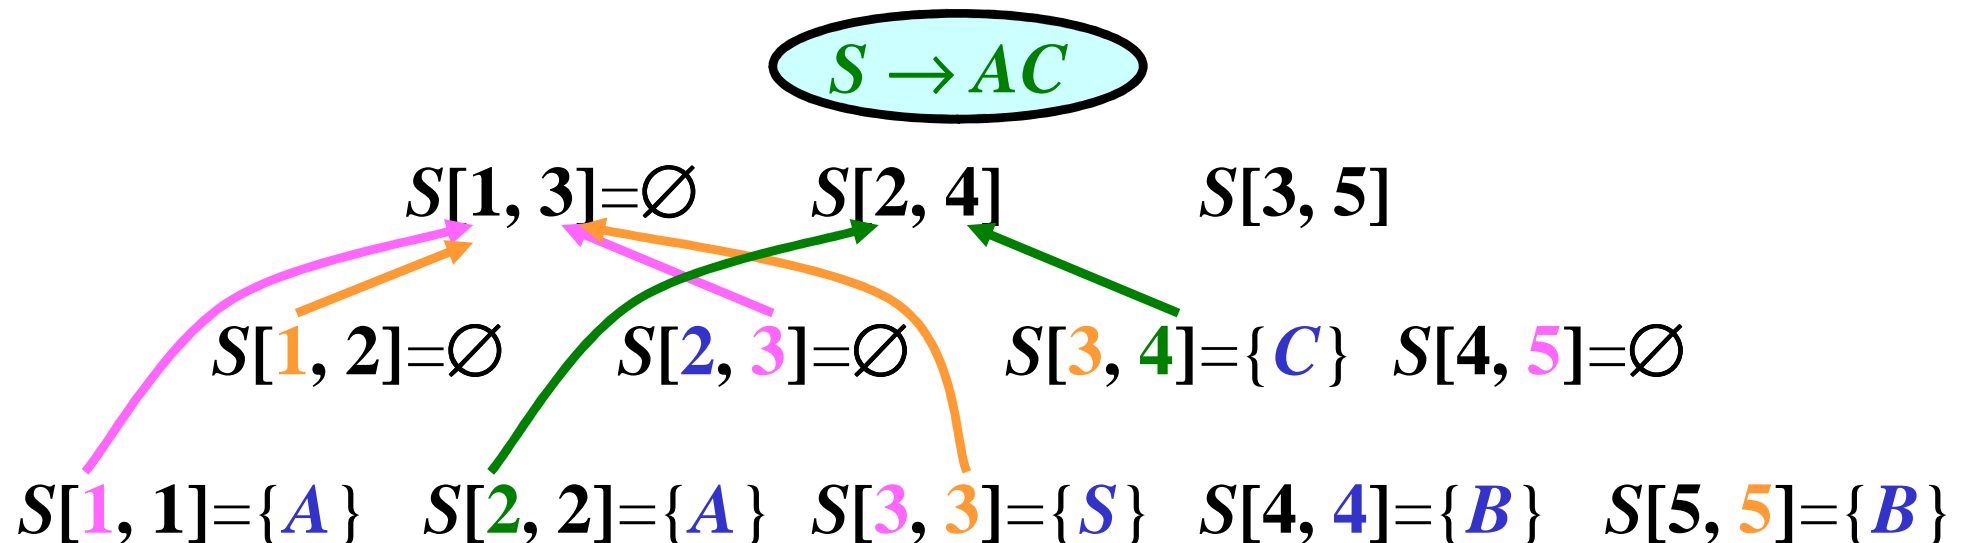 S → AC
S[1, 3]=∅ S[2, 4] S[3, 5]
S[1, 2]=∅ S[2, 3]=∅ S[3, 4]={C} S[4, 5]=∅
S[1, 1]={A} S[2, 2]={A} S[3, 3]={S} S[4, 4]={B} S[5, 5]={B}